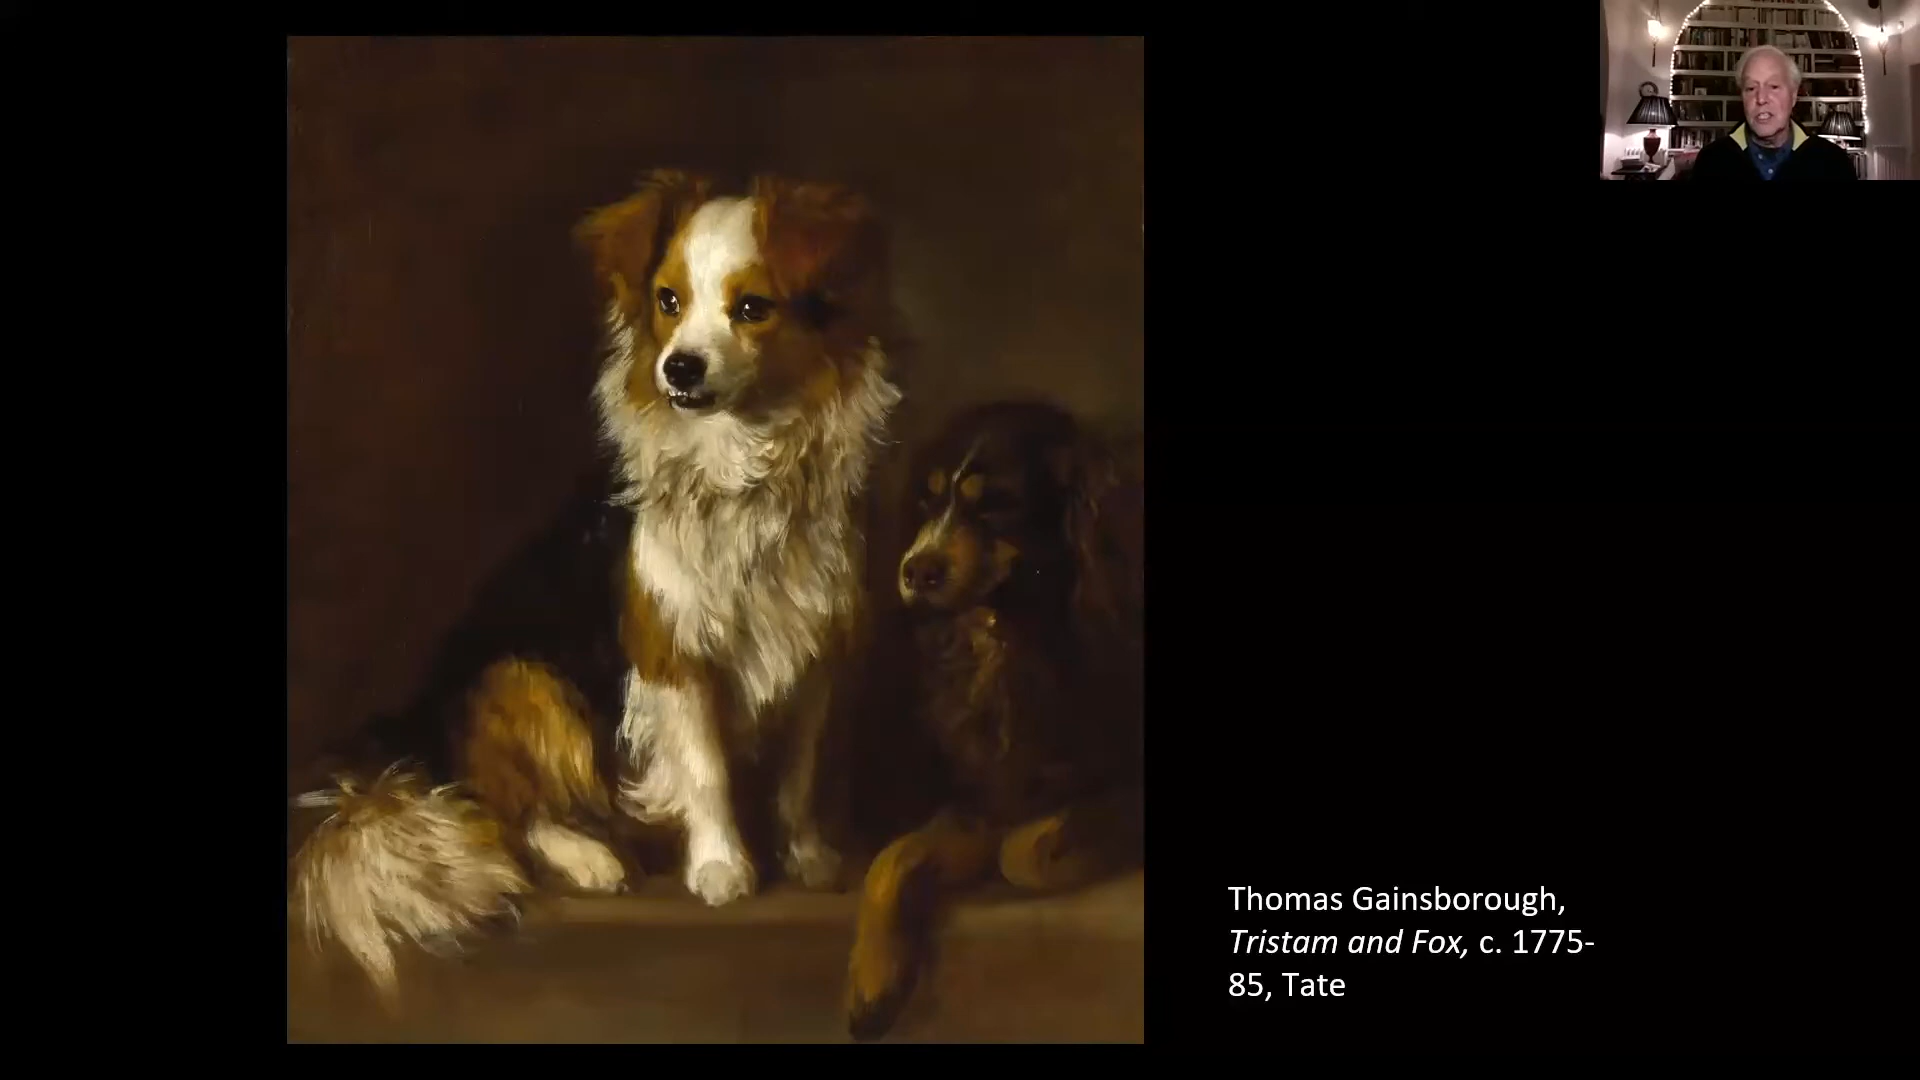 Thomas Gainsborough,
Tristam and Fox, c. 1775-
85, Tate